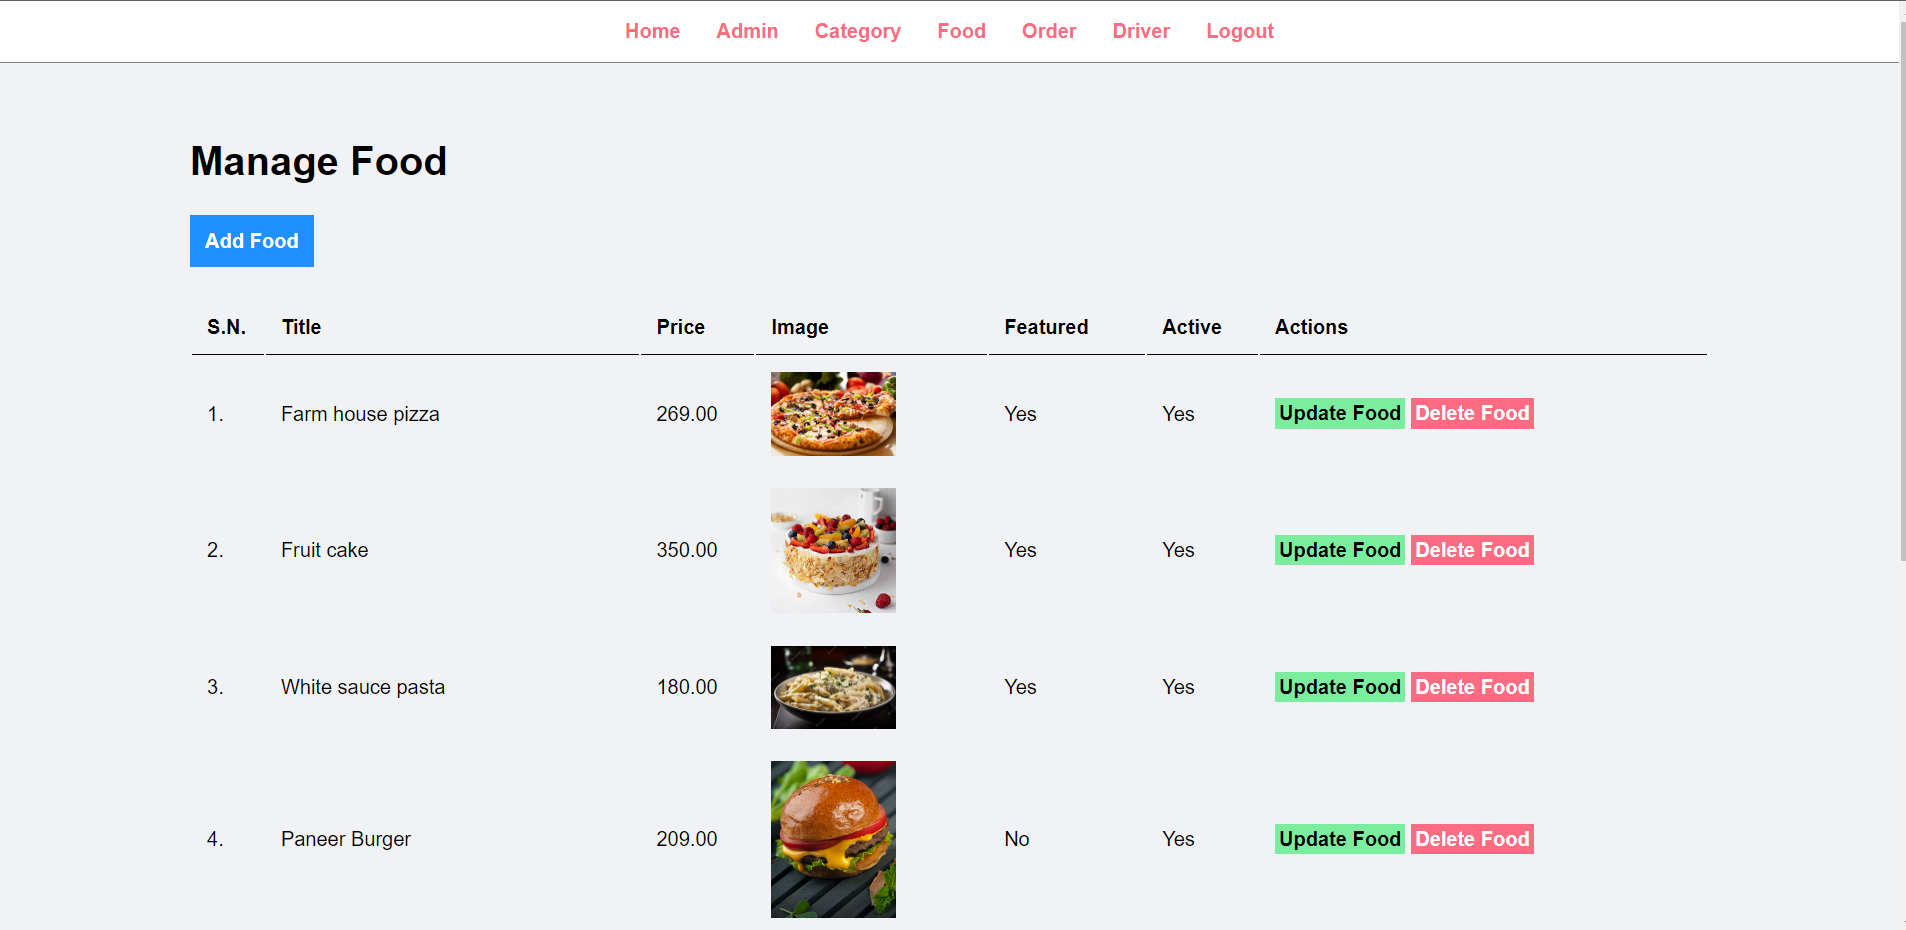 Home Admin Category Food Order Driver Logout
Manage Food
Add Food
S.N. Title Price Image Featured Active Actions
1. Farm house pizza 269.00 Yes Yes Update Food Delete Food
2. Fruit cake 350.00 Yes Yes Update Food Delete Food
3. White sauce pasta 180.00 Yes Yes Update Food Delete Food
4. Paneer Burger 209.00 No Yes Update Food Delete Food